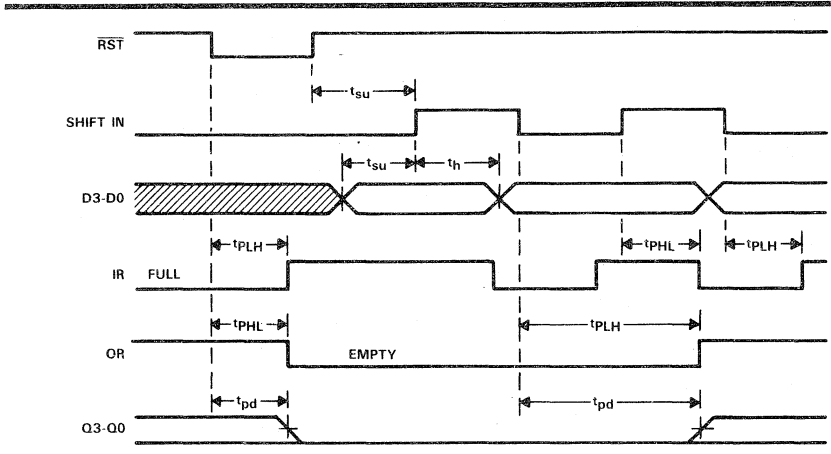 RST
tsu
SHIFT IN
tsu th
D3-D0
tPLH tPHL tPLH
IR FULL
tPHL tPLH
OR EMPTY
tpd tpd
Q3-Q0